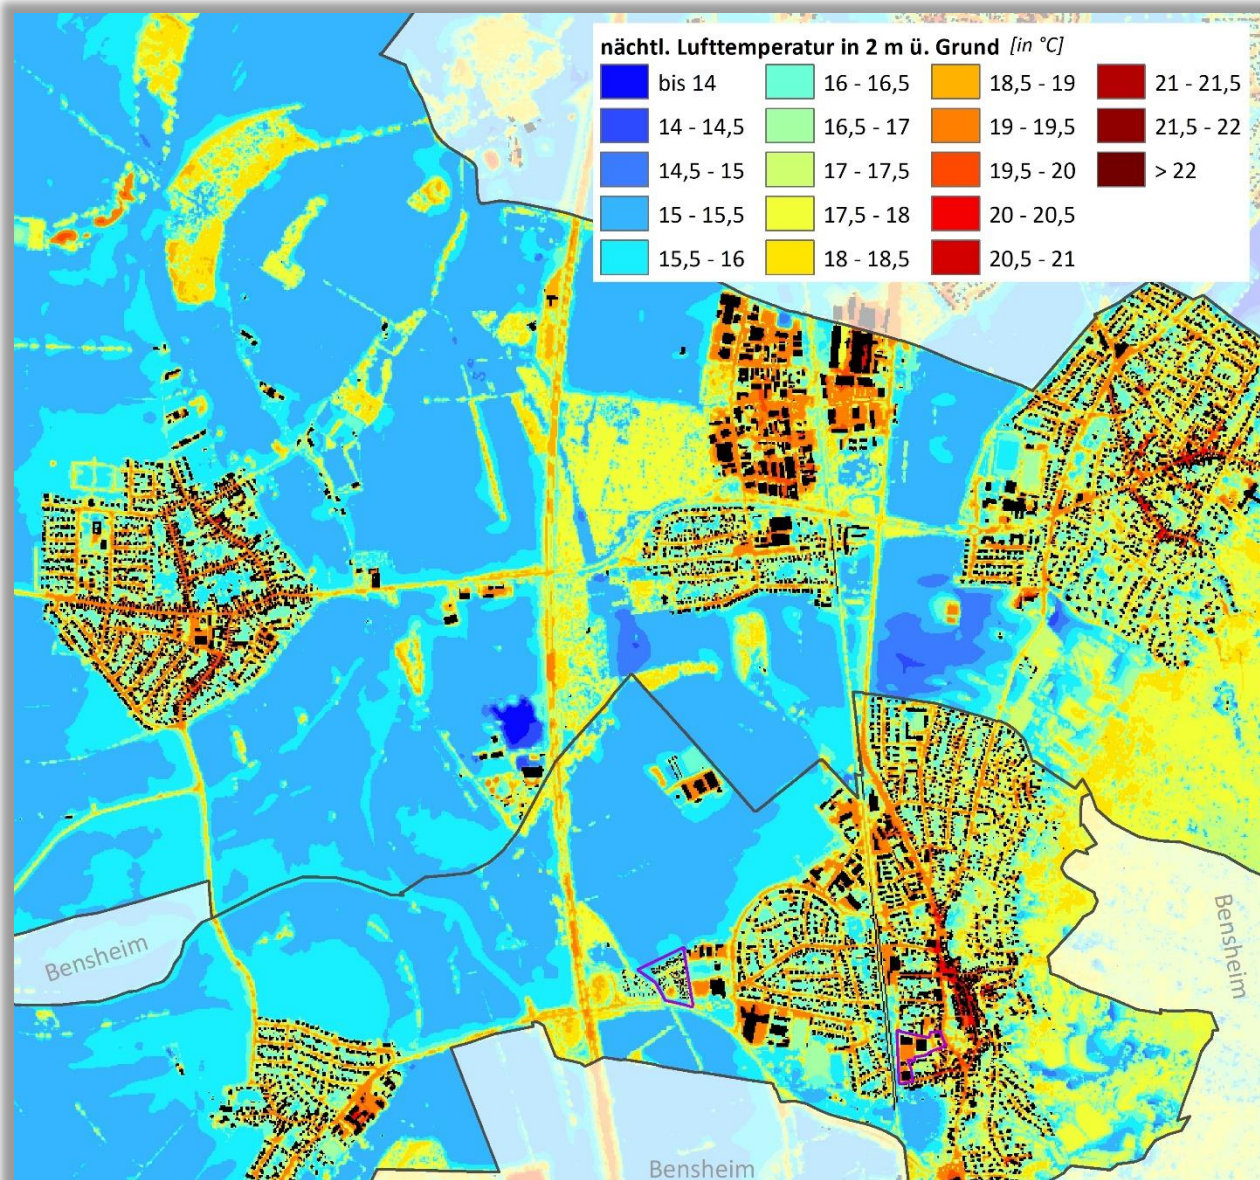 nächtl. Lufttemperatur in 2 m ü. Grund [in °C]
bis 14
14 - 14,5
14,5 - 15
15 - 15,5
15,5 - 16
16 - 16,5
16,5 - 17
17 - 17,5
17,5 - 18
18 - 18,5
18,5 - 19
19 - 19,5
19,5 - 20
20 - 20,5
20,5 - 21
21 - 21,5
21,5 - 22
> 22
Bensheim
Bensheim
Bensheim